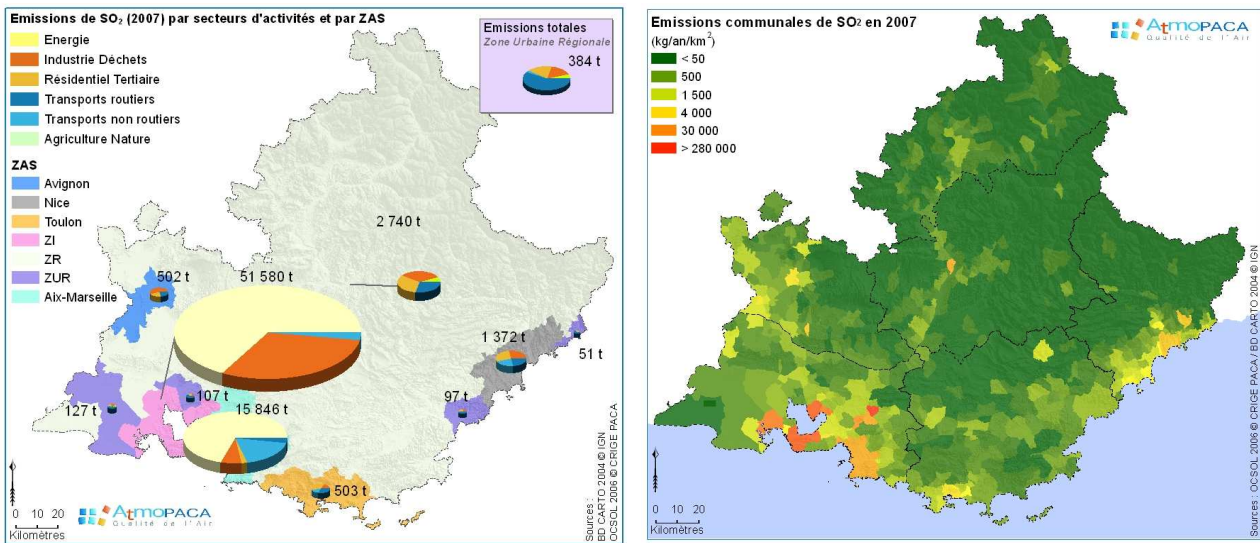 Emissions de SO₂ (2007) par secteurs d'activités et par ZAS
Energie
Industrie Déchets
Résidentiel Tertiaire
Transports routiers
Transports non routiers
Agriculture Nature
ZAS
Avignon
Nice
Toulon
ZI
ZR
ZUR
Aix-Marseille
Emissions totales
Zone Urbaine Régionale
384 t
2 740 t
502 t
51 580 t
1 372 t
51 t
97 t
127 t
107 t
15 846 t
503 t
0 10 20
Kilomètres
AtmoPACA
Qualité de l'Air
Sources :
BD CARTO 2004 © IGN
OCSOL 2006 © CRIGE PACA
Emissions communales de SO² en 2007
(kg/an/km²)
< 50
500
1 500
4 000
30 000
> 280 000
AtmoPACA
Qualité de l'Air
0 10 20
Kilomètres
Sources : OCSOL 2006 © CRIGE PACA / BD CARTO 2004 © IGN